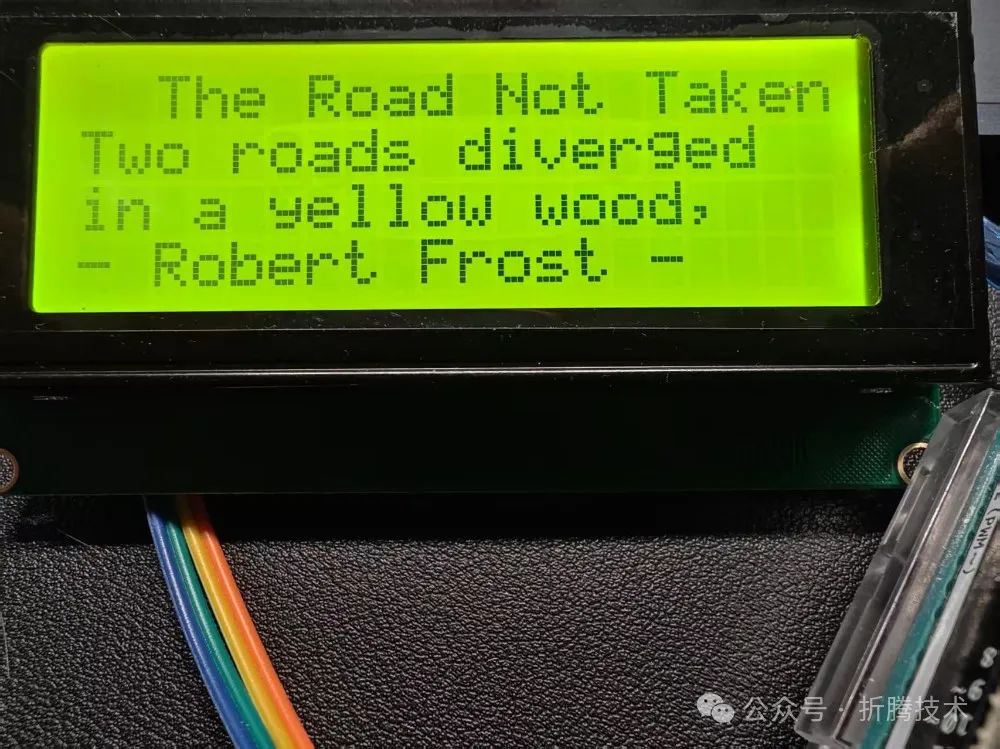 The Road Not Taken
Two roads diverged
in a yellow wood,
- Robert Frost -
(PWM~)
公众号 · 折腾技术